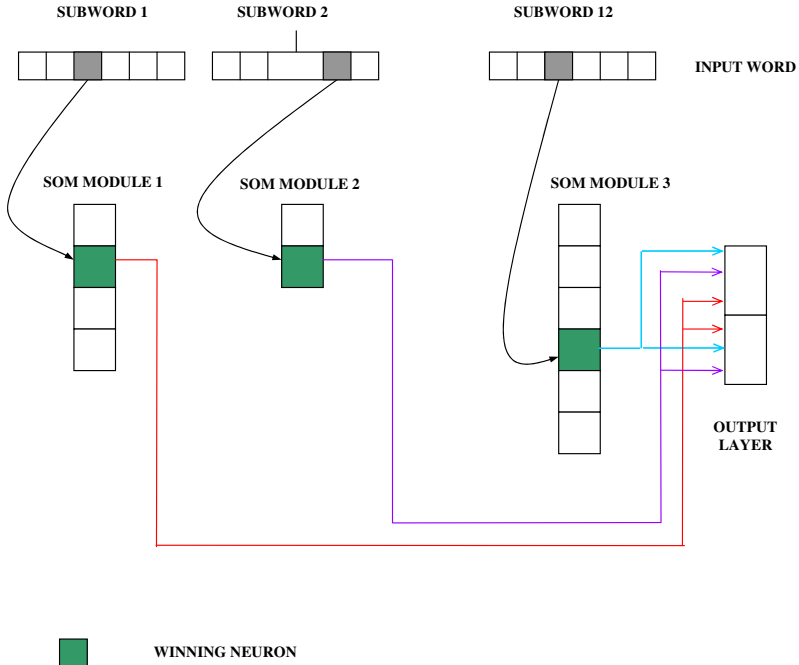 SUBWORD 1
SUBWORD 2
SUBWORD 12
INPUT WORD
SOM MODULE 1
SOM MODULE 2
SOM MODULE 3
OUTPUT
LAYER
WINNING NEURON